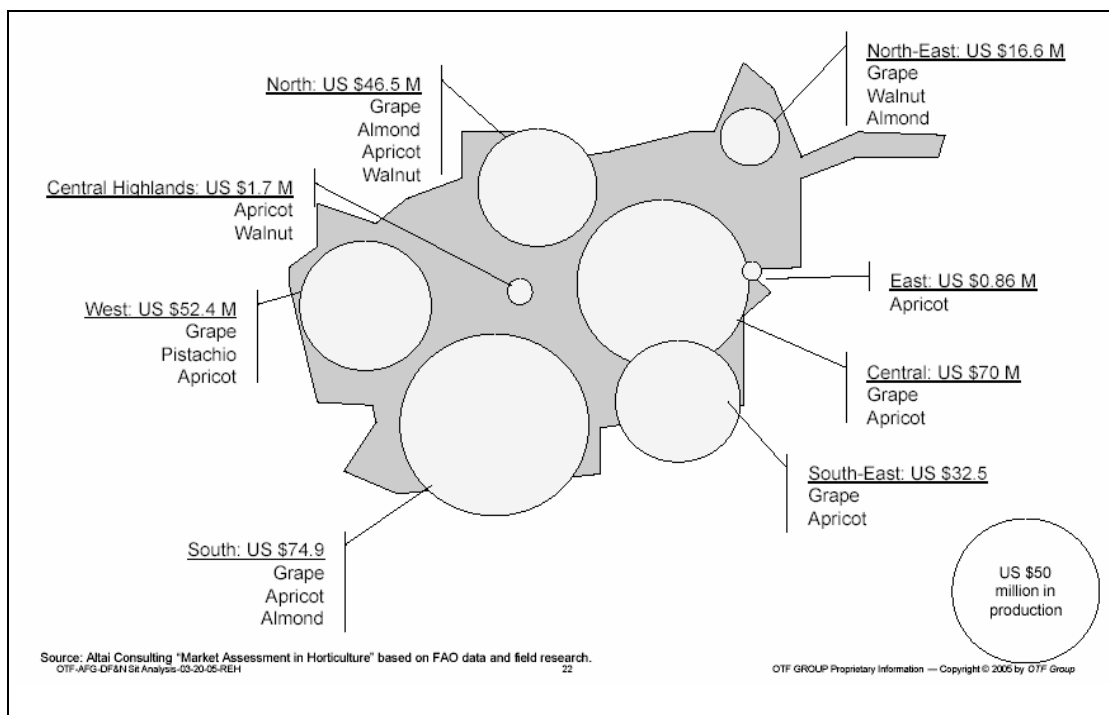 North-East: US $16.6 M
Grape
Walnut
Almond
North: US $46.5 M
Grape
Almond
Apricot
Walnut
Central Highlands: US $1.7 M
Apricot
Walnut
East: US $0.86 M
Apricot
West: US $52.4 M
Grape
Pistachio
Apricot
Central: US $70 M
Grape
Apricot
South-East: US $32.5
Grape
Apricot
South: US $74.9
Grape
Apricot
Almond
US $50
million in
production
Source: Altai Consulting “Market Assessment in Horticulture” based on FAO data and field research.
OTF-AFG-DF&N Sit Analysis-03-20-05-REH
22
OTF GROUP Proprietary Information — Copyright © 2005 by OTF Group